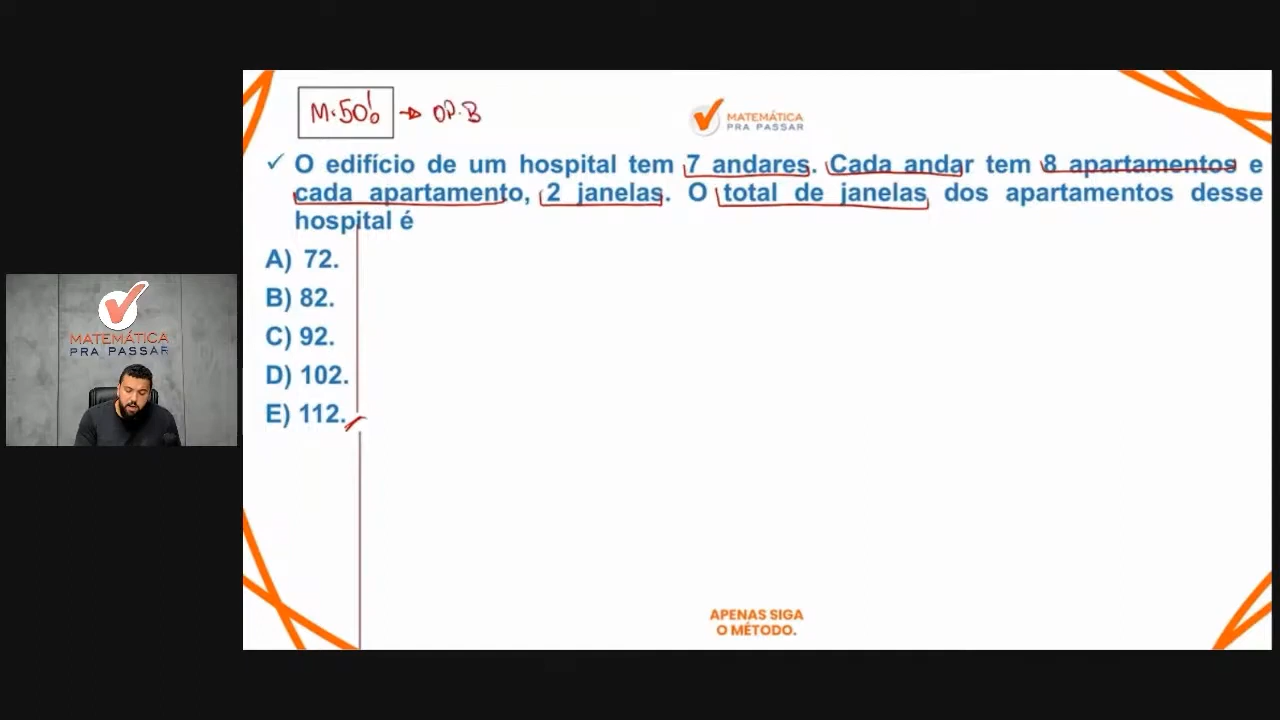 M.50%
→ OP.B
MATEMÁTICA
PRA PASSAR
✓ O edifício de um hospital tem 7 andares. Cada andar tem 8 apartamentos e
cada apartamento, 2 janelas. O total de janelas dos apartamentos desse
hospital é
A) 72.
B) 82.
C) 92.
D) 102.
E) 112.
MATEMÁTICA
PRA PASSAR
APENAS SIGA
O MÉTODO.